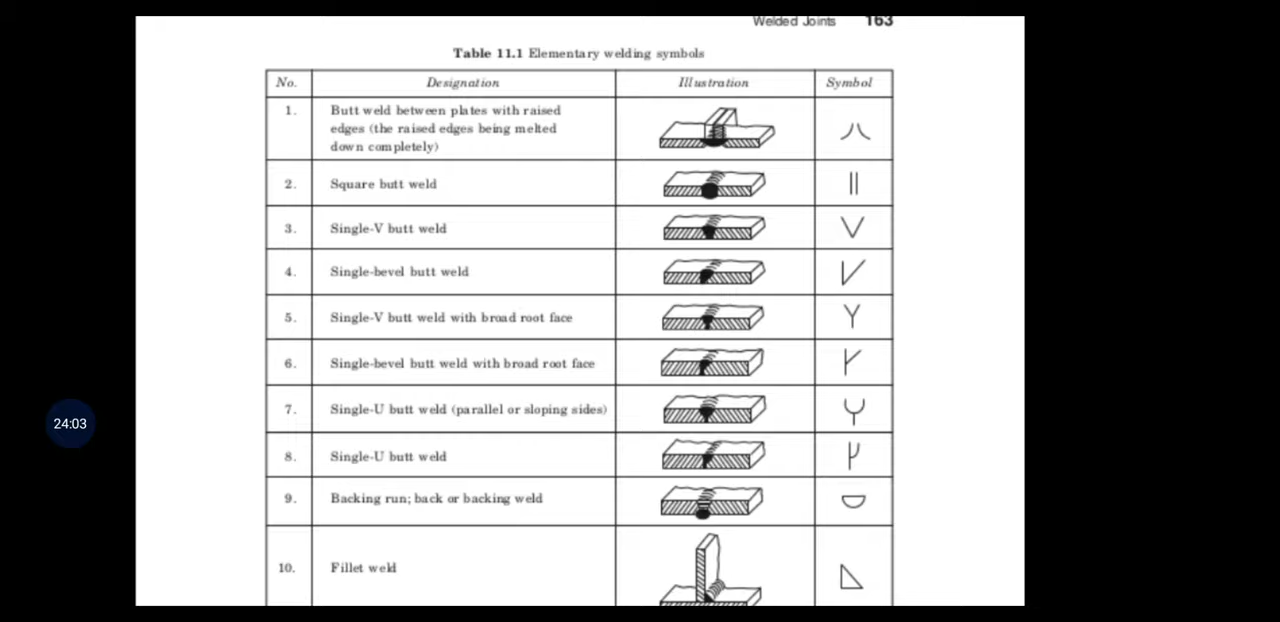 Welded Joints 163
Table 11.1 Elementary welding symbols
No. Designation Illustration Symbol
1. Butt weld between plates with raised
edges (the raised edges being melted
down completely)
2. Square butt weld
3. Single-V butt weld
4. Single-bevel butt weld
5. Single-V butt weld with broad root face
6. Single-bevel butt weld with broad root face
7. Single-U butt weld (parallel or sloping sides)
24:03
8. Single-U butt weld
9. Backing run; back or backing weld
10. Fillet weld